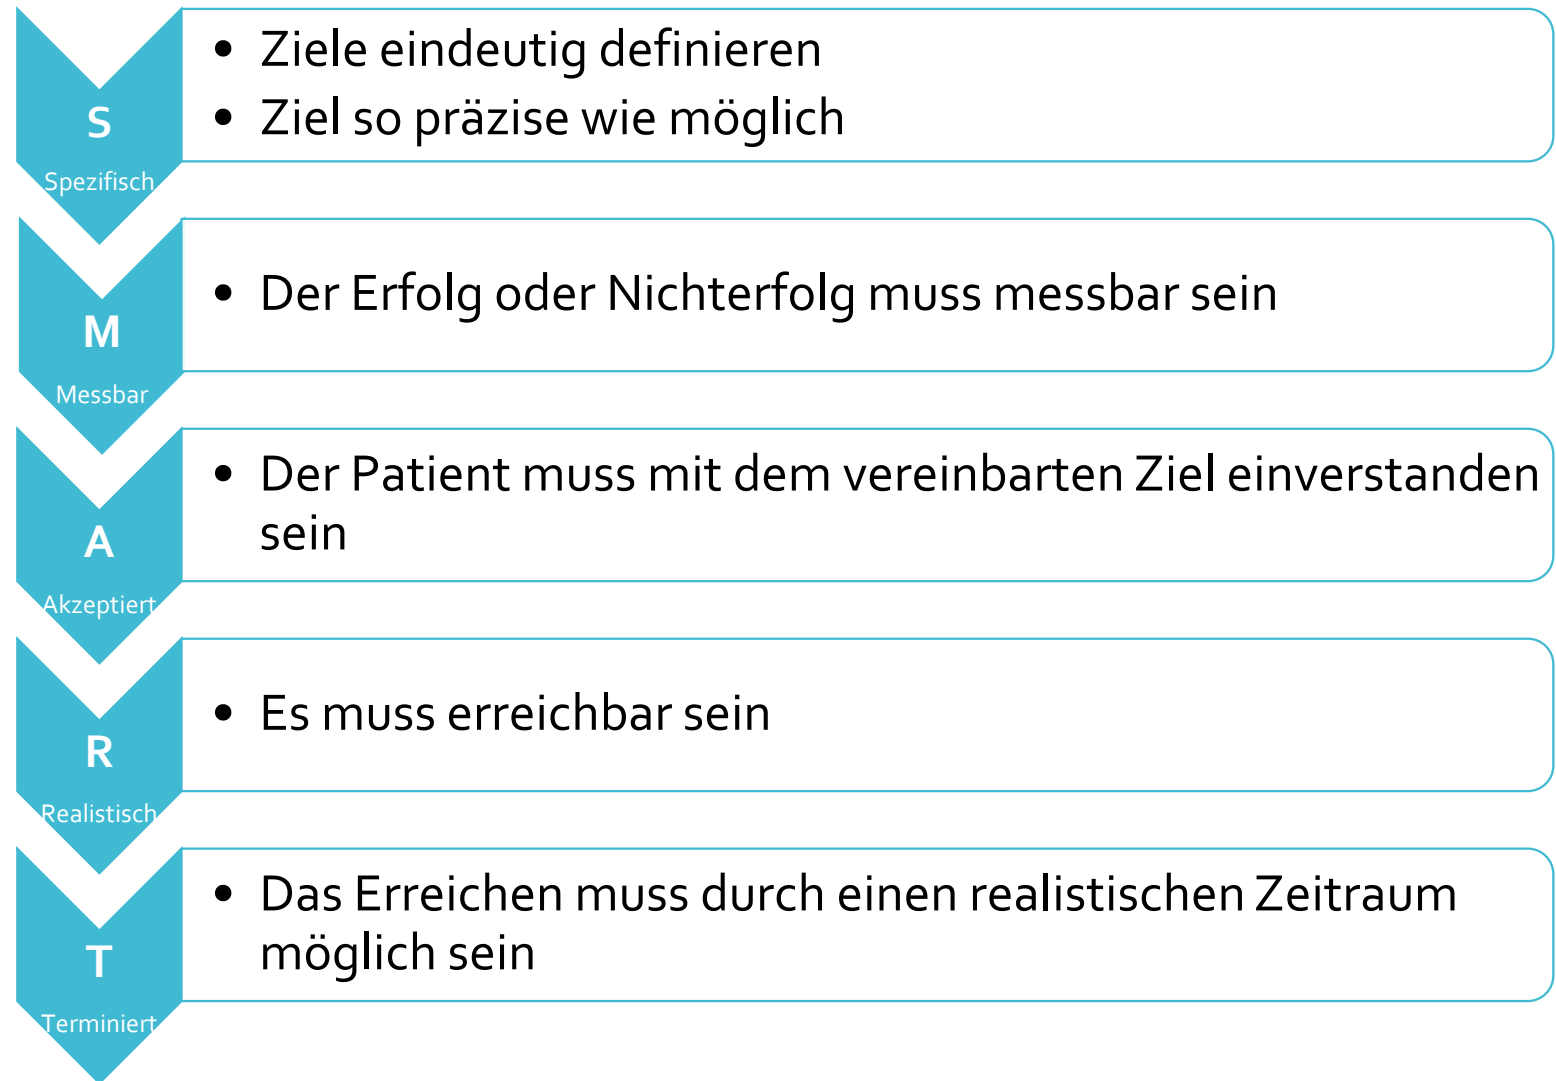 S
Spezifisch
• Ziele eindeutig definieren
• Ziel so präzise wie möglich
M
Messbar
• Der Erfolg oder Nichterfolg muss messbar sein
A
Akzeptiert
• Der Patient muss mit dem vereinbarten Ziel einverstanden
sein
R
Realistisch
• Es muss erreichbar sein
T
Terminiert
• Das Erreichen muss durch einen realistischen Zeitraum
möglich sein